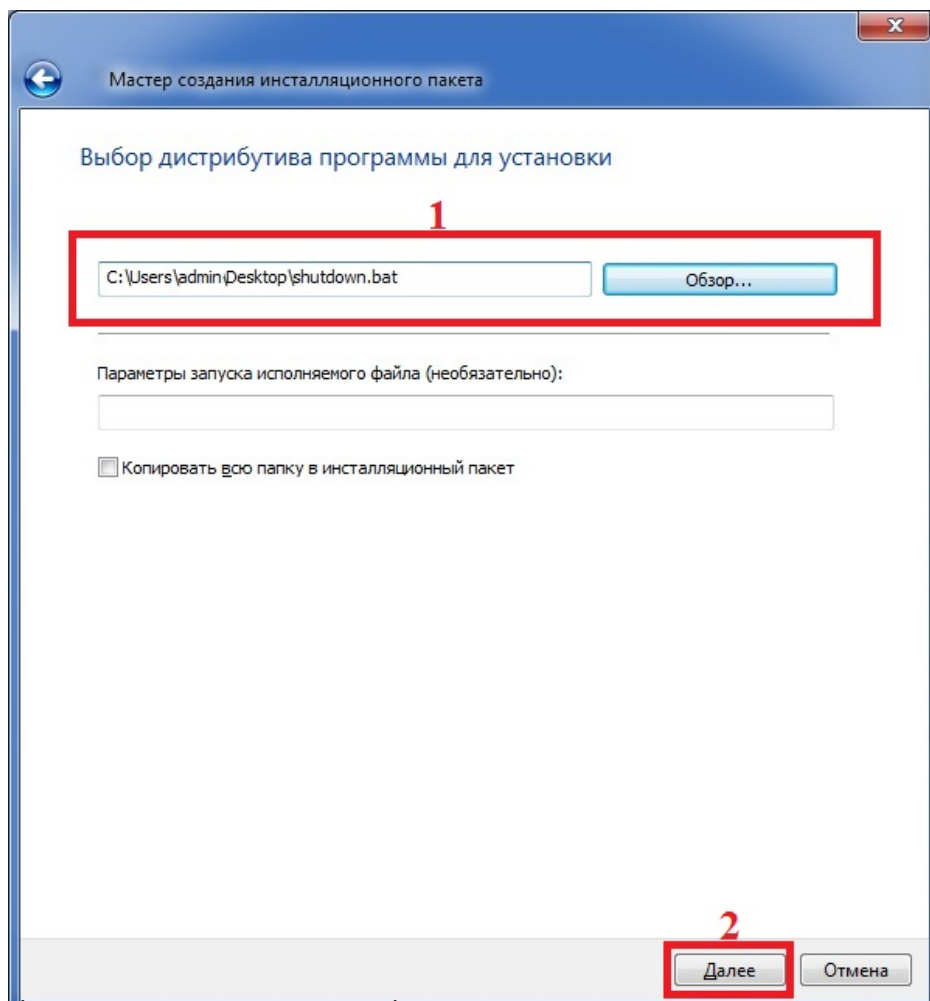 x
Мастер создания инсталляционного пакета
Выбор дистрибутива программы для установки
1
C:\Users\admin\Desktop\shutdown.bat Обзор...
Параметры запуска исполняемого файла (необязательно):
Копировать всю папку в инсталляционный пакет
2
Далее Отмена